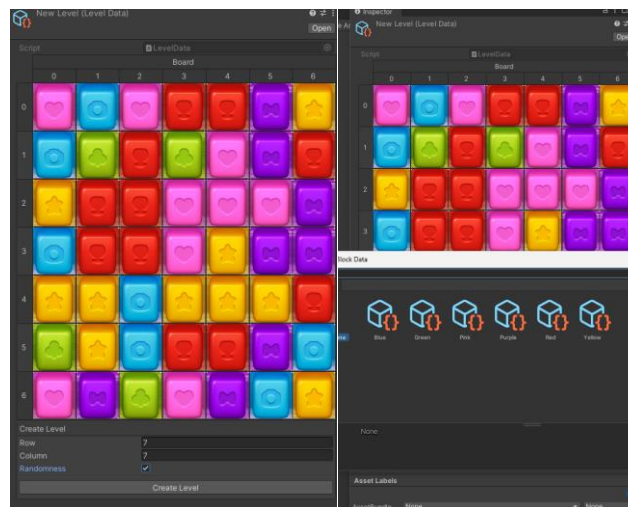 New Level (Level Data)
Open
Script
LevelData
Board
0 1 2 3 4 5 6
0
1
2
3
4
5
6
Create Level
Row 7
Column 7
Randomness
Create Level
Inspector
New Level (Level Data)
Script
LevelData
Board
0 1 2 3 4 5 6
0
1
2
3
Block Data
Blue Green Pink Purple Red Yellow
None
Asset Labels
AssetBundle None None